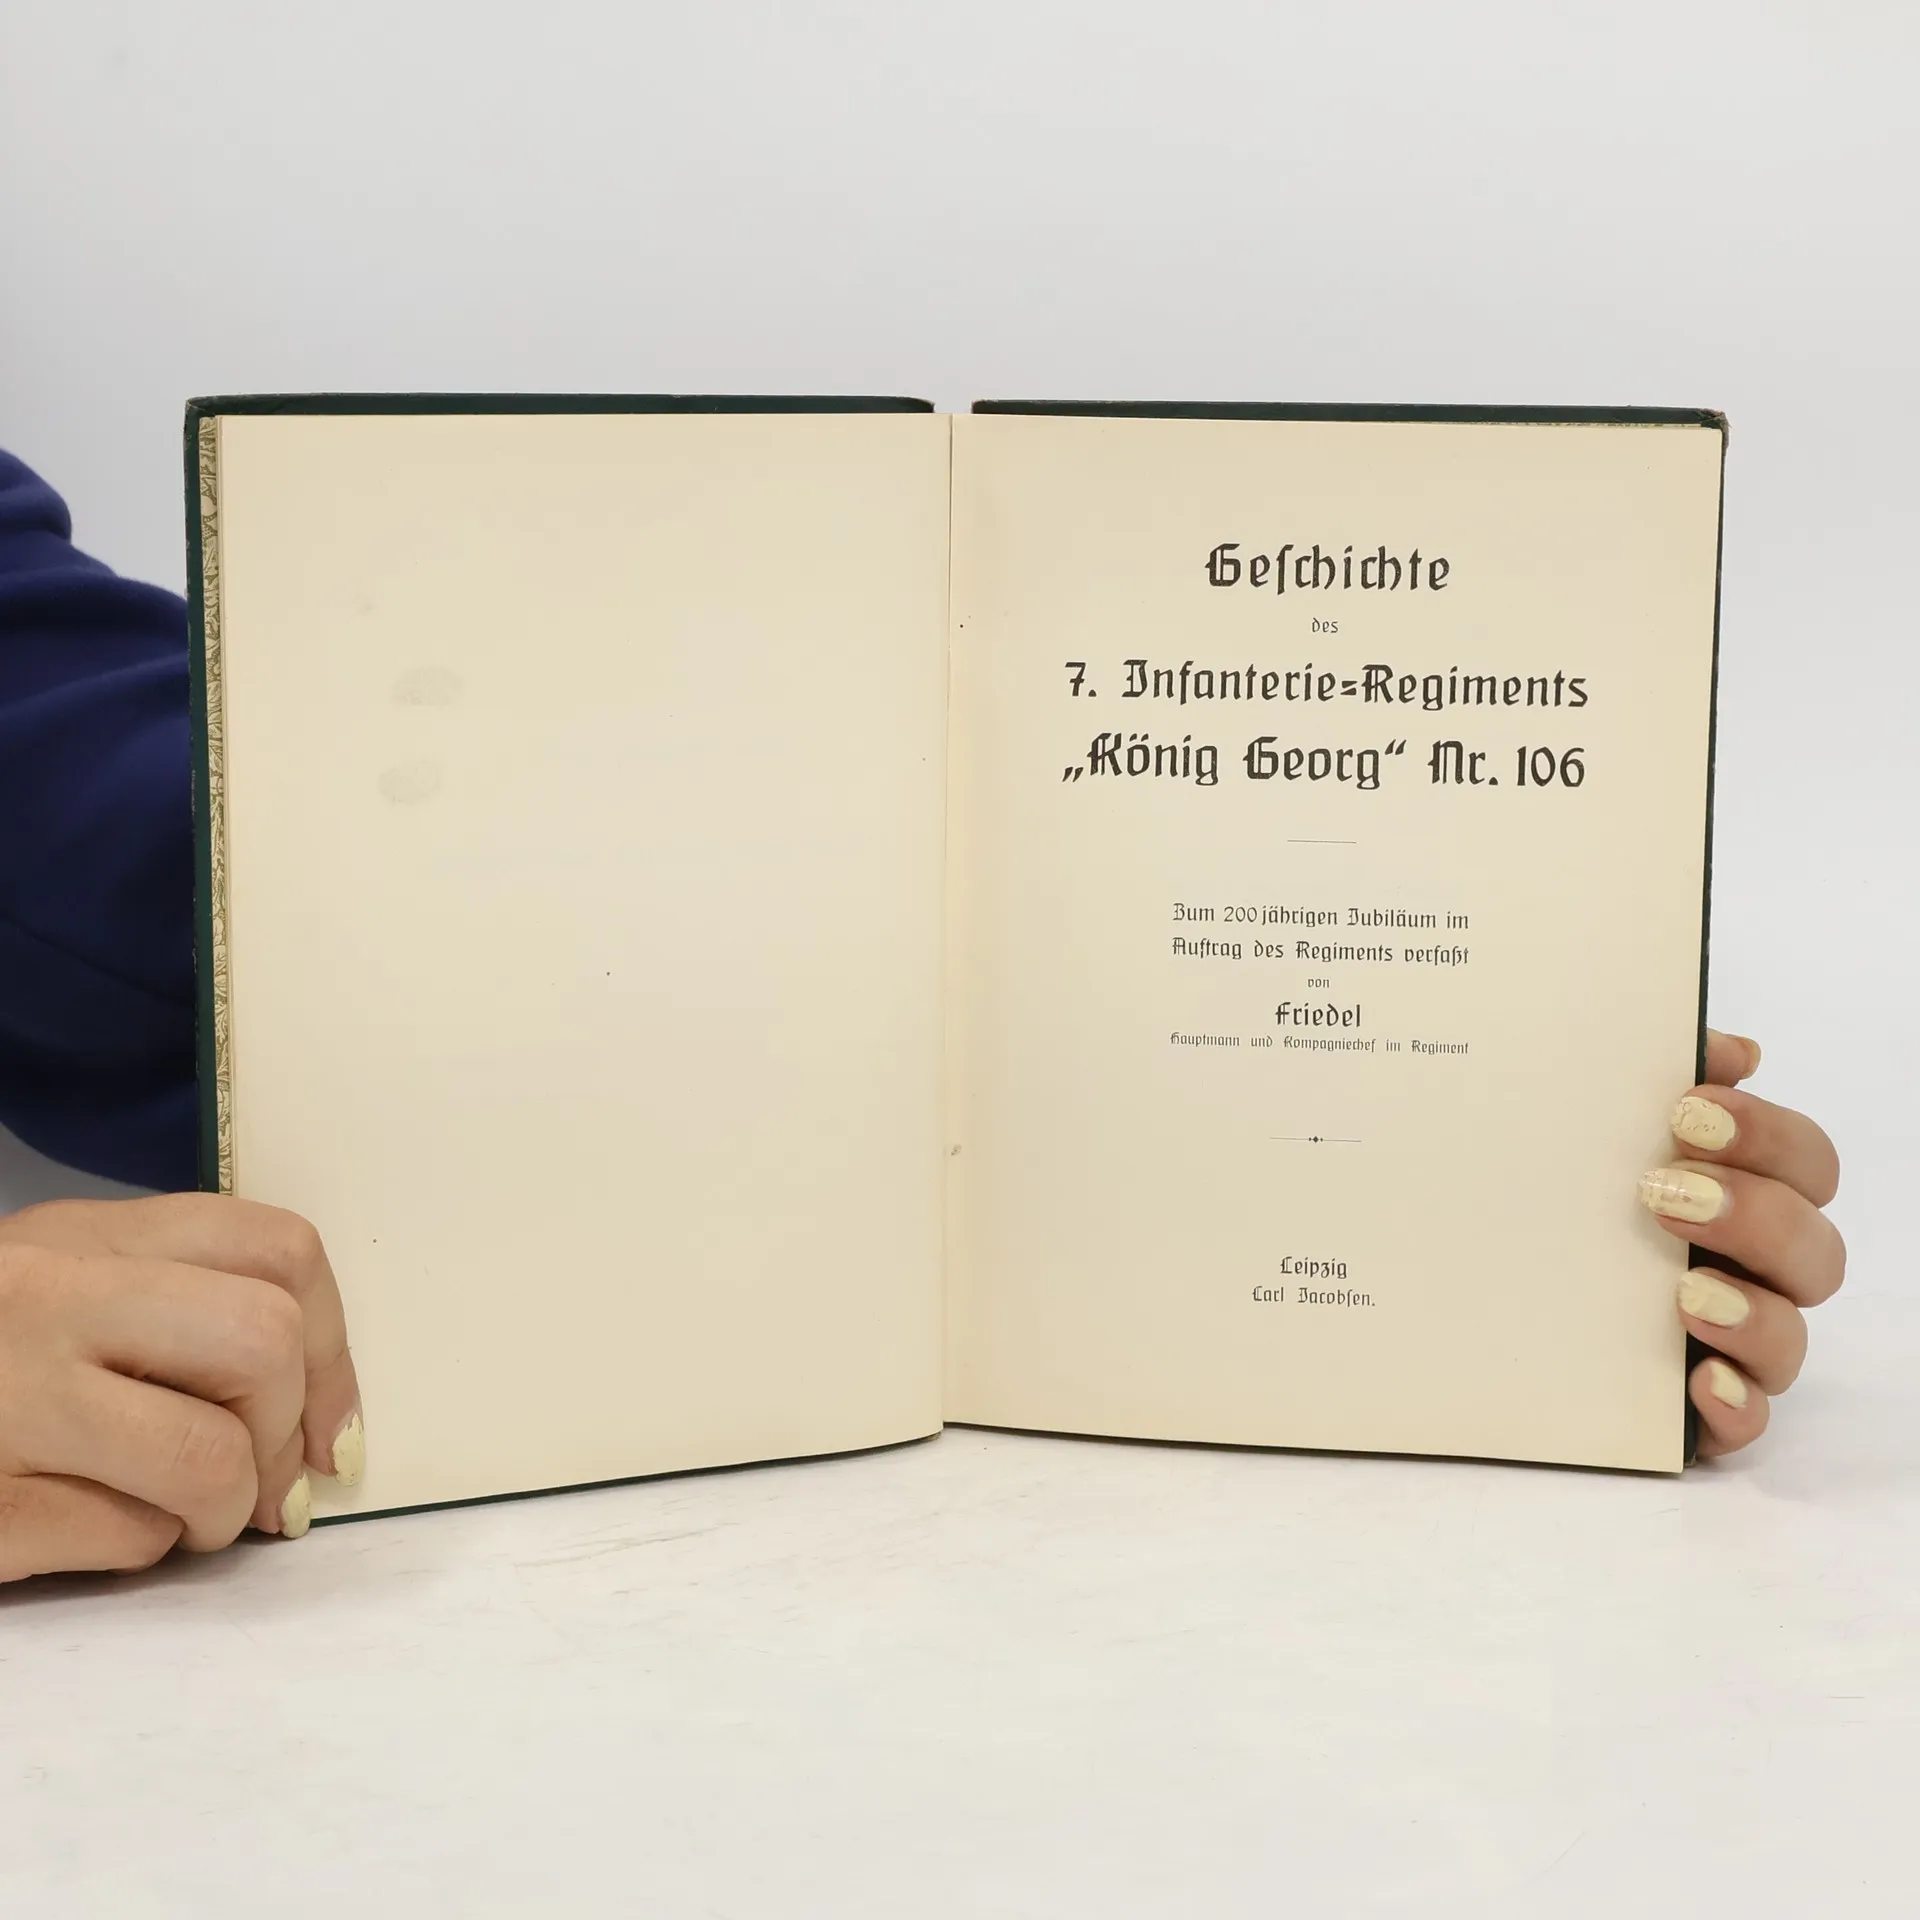 Geſchichte
des
7. Infanterie=Regiments
„König Georg“ Nr. 106
Zum 200jährigen Jubiläum im
Auftrag des Regiments verfaßt
von
Friedel
Hauptmann und Kompagniechef im Regiment
Leipzig
Carl Jacobſen.